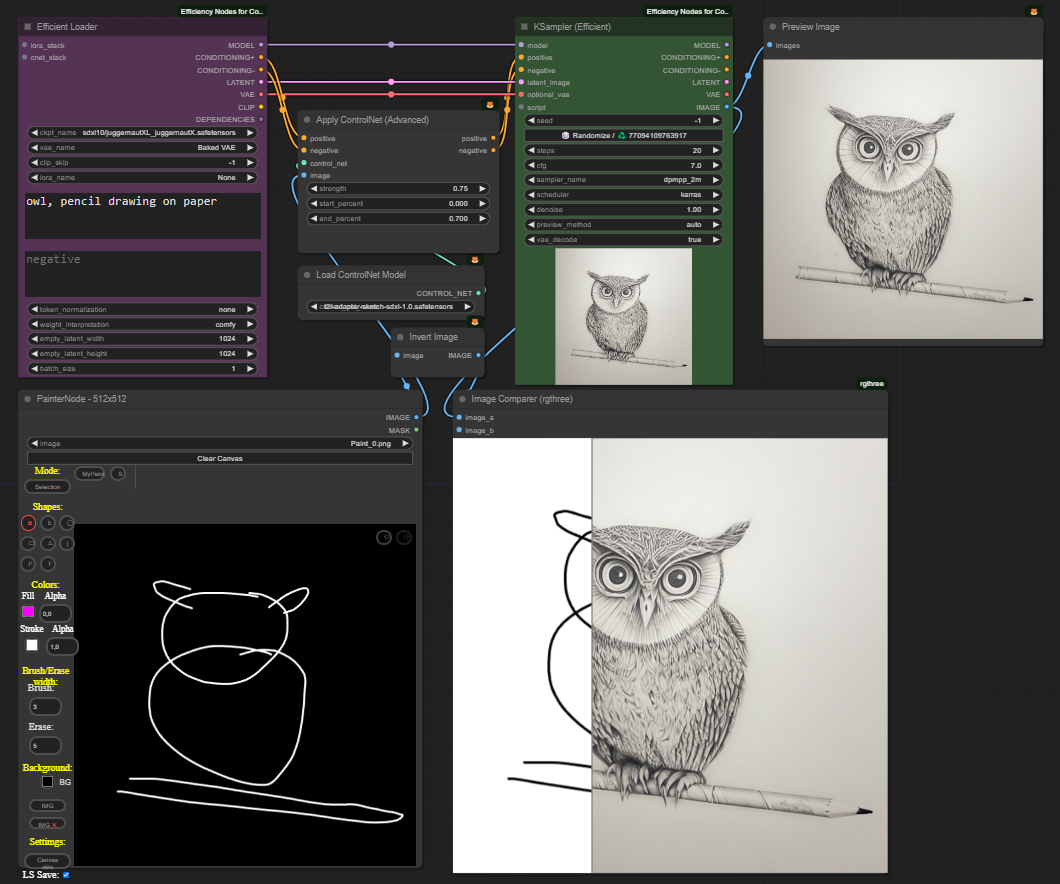 Efficiency Nodes for Co..
Efficient Loader
lora_stack
MODEL
cnet_stack
CONDITIONING+
CONDITIONING-
LATENT
VAE
CLIP
DEPENDENCIES
ckpt_name sdxl10/juggernautXL_juggernautX.safetensors
vae_name Baked VAE
clip_skip -1
lora_name None
owl, pencil drawing on paper
negative
token_normalization none
weight_interpretation comfy
empty_latent_width 1024
empty_latent_height 1024
batch_size 1
Apply ControlNet (Advanced)
positive positive
negative negative
control_net
image
strength 0.75
start_percent 0.000
end_percent 0.700
Load ControlNet Model
CONTROL_NET
t2i-adapter-sketch-sdxl-1.0.safetensors
Invert Image
image IMAGE
Efficiency Nodes for Co..
KSampler (Efficient)
model MODEL
positive CONDITIONING+
negative CONDITIONING-
latent_image LATENT
optional_vae VAE
script IMAGE
seed -1
Randomize / 77094109763917
steps 20
cfg 7.0
sampler_name dpmpp_2m
scheduler karras
denoise 1.00
preview_method auto
vae_decode true
Preview Image
images
PainterNode - 512x512
IMAGE
MASK
image Paint_0.png
Clear Canvas
Mode:
MyPaint S
Selection
Shapes:
Colors:
Fill Alpha
0,0
Stroke Alpha
1,0
Brush/Erase
width:
Brush:
3
Erase:
5
Background:
BG
IMG
IMG X
Settimgs:
Canvas
LS Save:
rgthree
Image Comparer (rgthree)
image_a
image_b